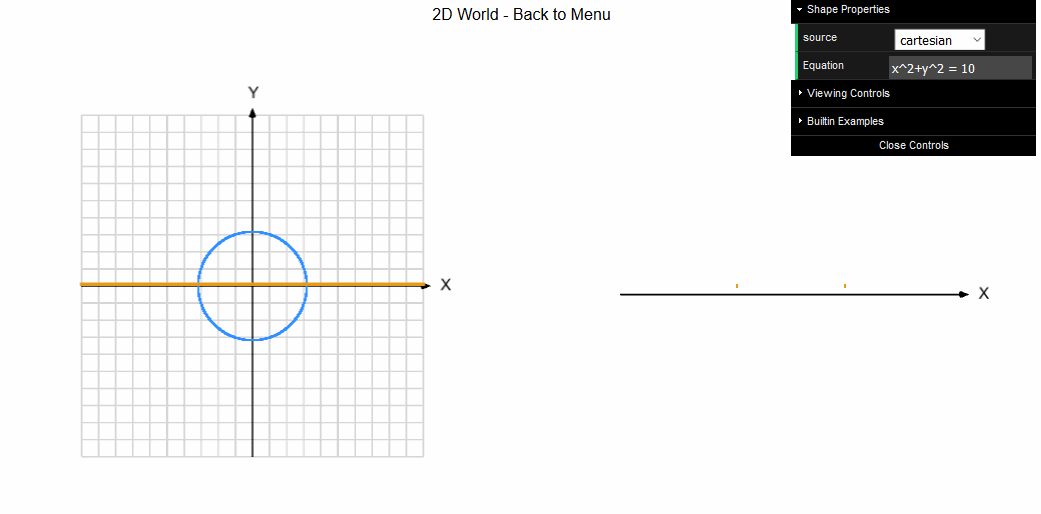 2D World - Back to Menu
Shape Properties
source
cartesian
Equation
x^2+y^2 = 10
Viewing Controls
Builtin Examples
Close Controls
Y
X
X